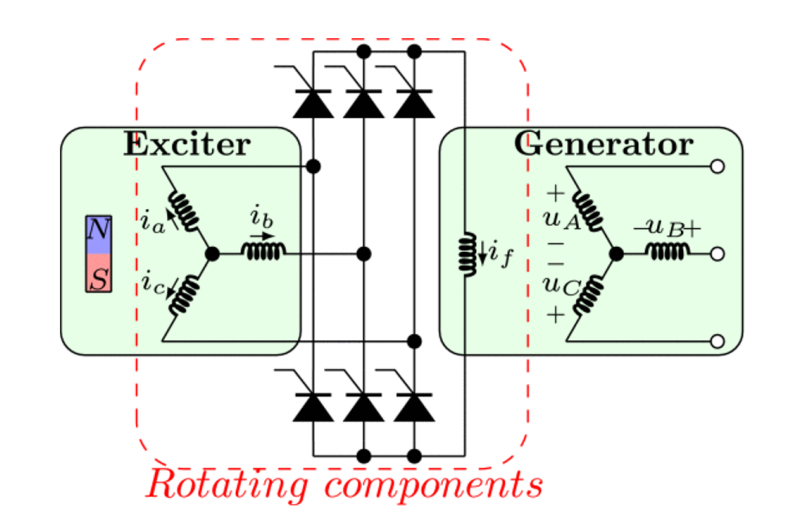 Exciter
Generator
N
S
i_a
i_b
i_c
i_f
+
u_A
−
−
u_C
+
−u_B+
Rotating components